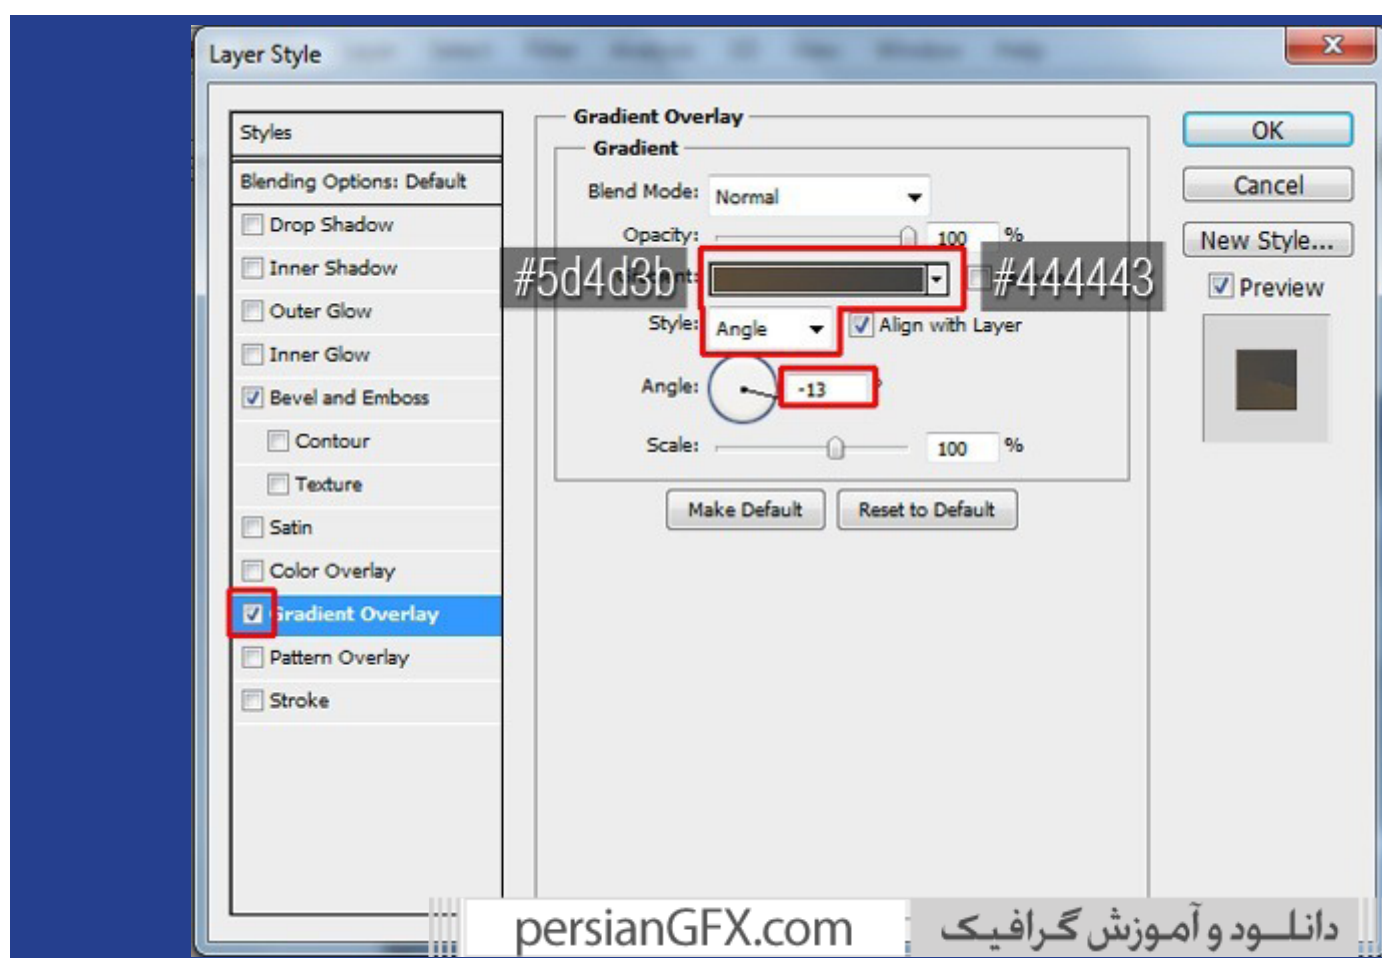 Layer Style
Styles
Blending Options: Default
Drop Shadow
Inner Shadow
Outer Glow
Inner Glow
Bevel and Emboss
Contour
Texture
Satin
Color Overlay
Gradient Overlay
Pattern Overlay
Stroke
Gradient Overlay
Gradient
Blend Mode: Normal
Opacity: 100 %
#5d4d3b #444443
Style: Angle Align with Layer
Angle: -13 °
Scale: 100 %
Make Default Reset to Default
OK
Cancel
New Style...
Preview
persianGFX.com دانلــود و آموزش گرافیک